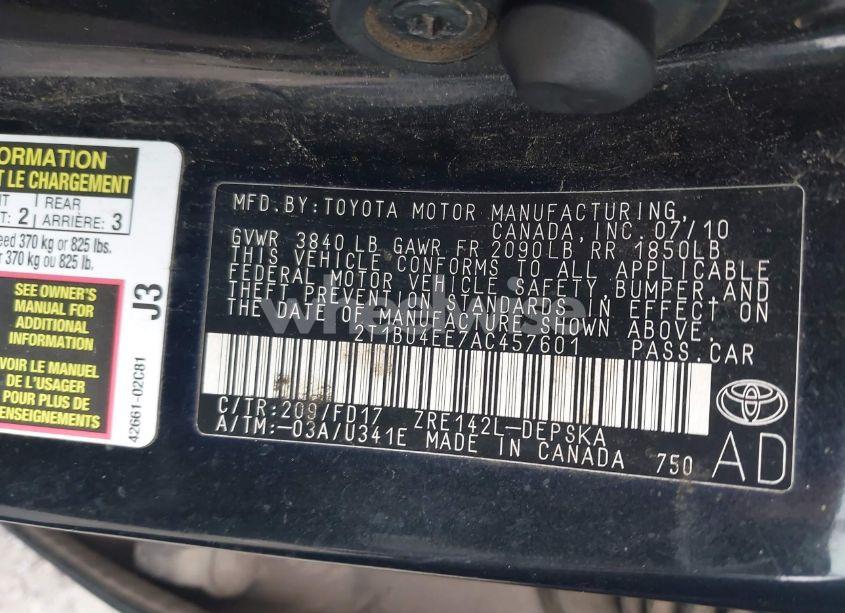 ORMATION
T LE CHARGEMENT
REAR
T: 2 ARRIÈRE: 3
eed 370 kg or 825 lbs.
370 kg ou 825 lb.
SEE OWNER'S
MANUAL FOR
ADDITIONAL
INFORMATION
VOIR LE MANUEL
DE L'USAGER
POUR PLUS DE
RENSEIGNEMENTS
J3
42661-02C81
MFD.BY:TOYOTA MOTOR MANUFACTURING,
CANADA, INC. 07/10
GVWR 3840 LB GAWR FR 2090LB RR 1850LB
THIS VEHICLE CONFORMS TO ALL APPLICABLE
FEDERAL MOTOR VEHICLE SAFETY, BUMPER, AND
THEFT PREVENTION STANDARDS IN EFFECT ON
THE DATE OF MANUFACTURE SHOWN ABOVE.
2T1BU4EE7AC457601 PASS.CAR
C/TR:209/FD17 ZRE142L-DEPSKA
A/TM:-03A/U341E MADE IN CANADA 750
AD
wheelwise